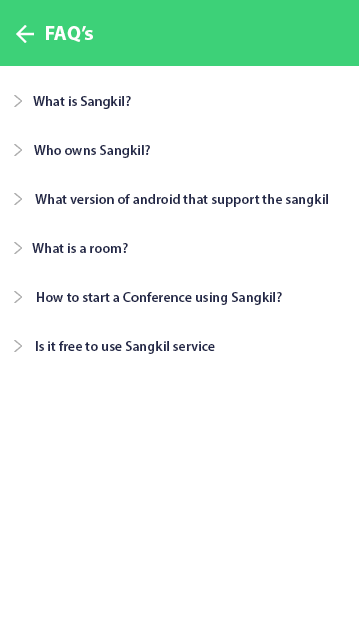 FAQ’s
What is Sangkil?
Who owns Sangkil?
What version of android that support the sangkil
What is a room?
How to start a Conference using Sangkil?
Is it free to use Sangkil service